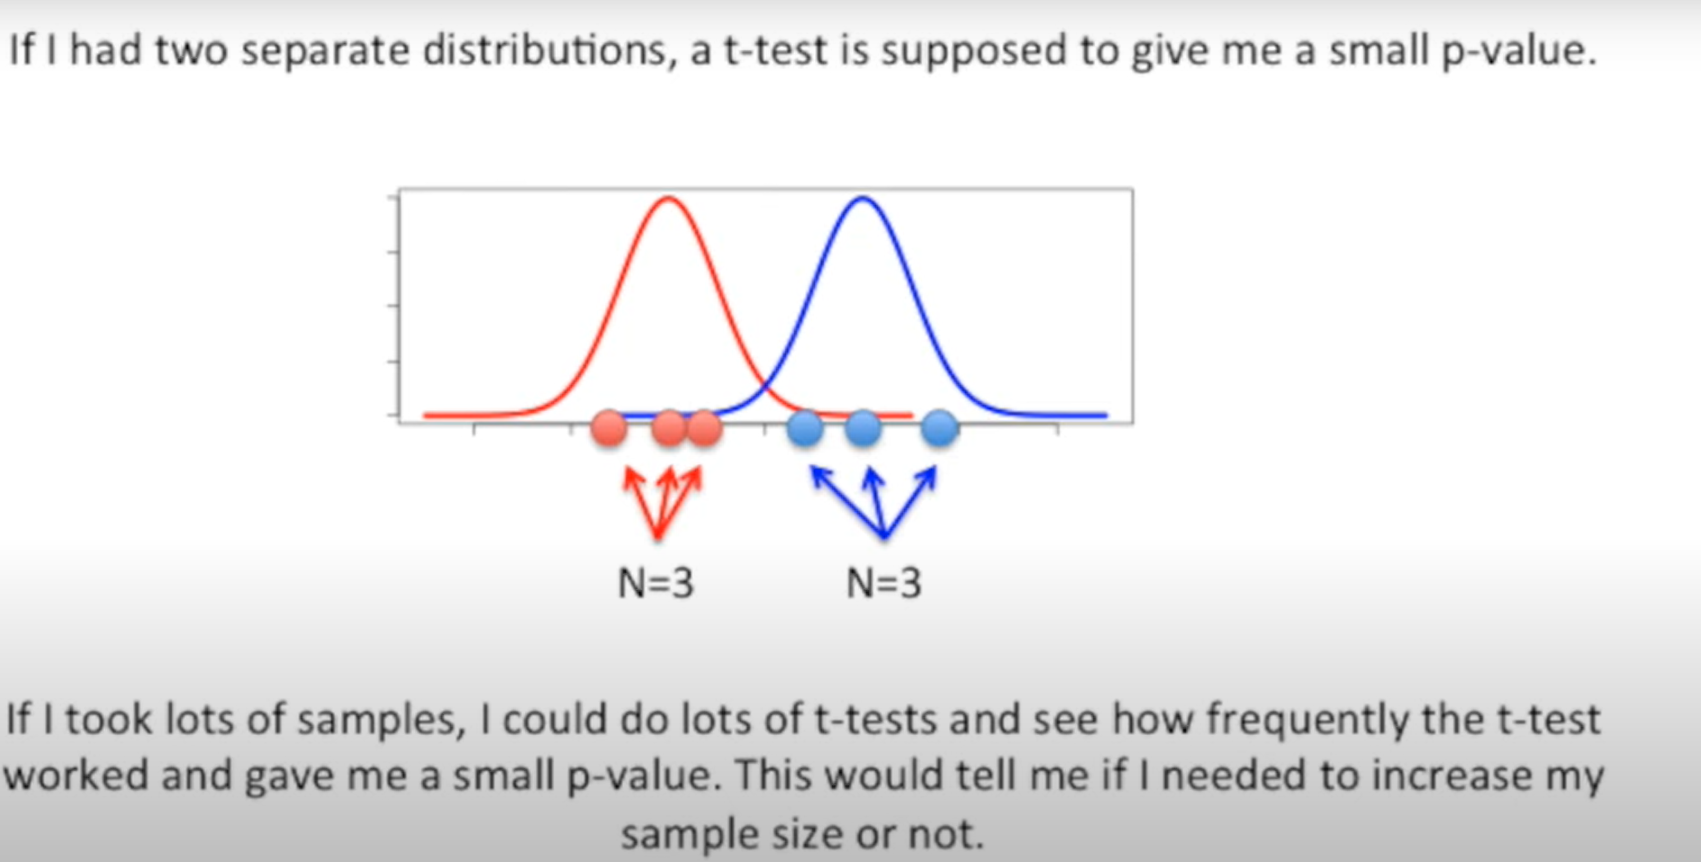 If I had two separate distributions, a t-test is supposed to give me a small p-value.
N=3 N=3
If I took lots of samples, I could do lots of t-tests and see how frequently the t-test
worked and gave me a small p-value. This would tell me if I needed to increase my
sample size or not.